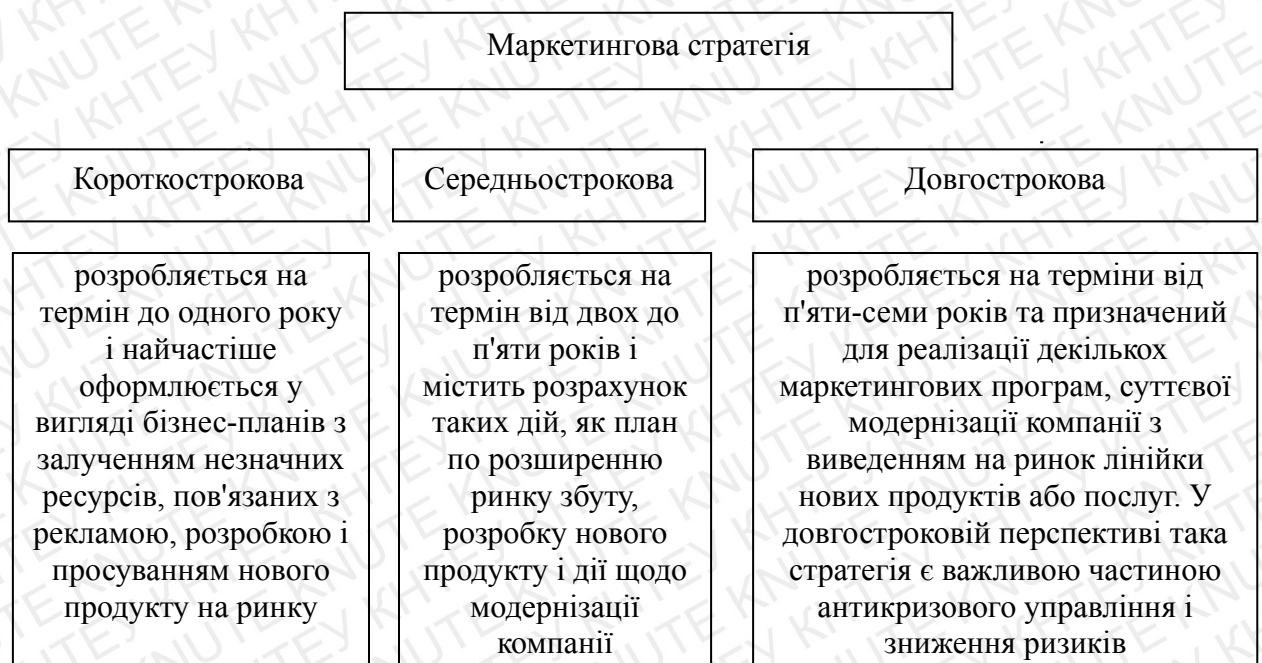 Маркетингова стратегія
Короткострокова
Середньострокова
Довгострокова
розробляється на
термін до одного року
і найчастіше
оформлюється у
вигляді бізнес-планів з
залученням незначних
ресурсів, пов'язаних з
рекламою, розробкою і
просуванням нового
продукту на ринку
розробляється на
термін від двох до
п'яти років і
містить розрахунок
таких дій, як план
по розширенню
ринку збуту,
розробку нового
продукту і дії щодо
модернізації
компанії
розробляється на терміни від
п'яти-семи років та призначений
для реалізації декількох
маркетингових програм, суттєвої
модернізації компанії з
виведенням на ринок лінійки
нових продуктів або послуг. У
довгостроковій перспективі така
стратегія є важливою частиною
антикризового управління і
зниження ризиків